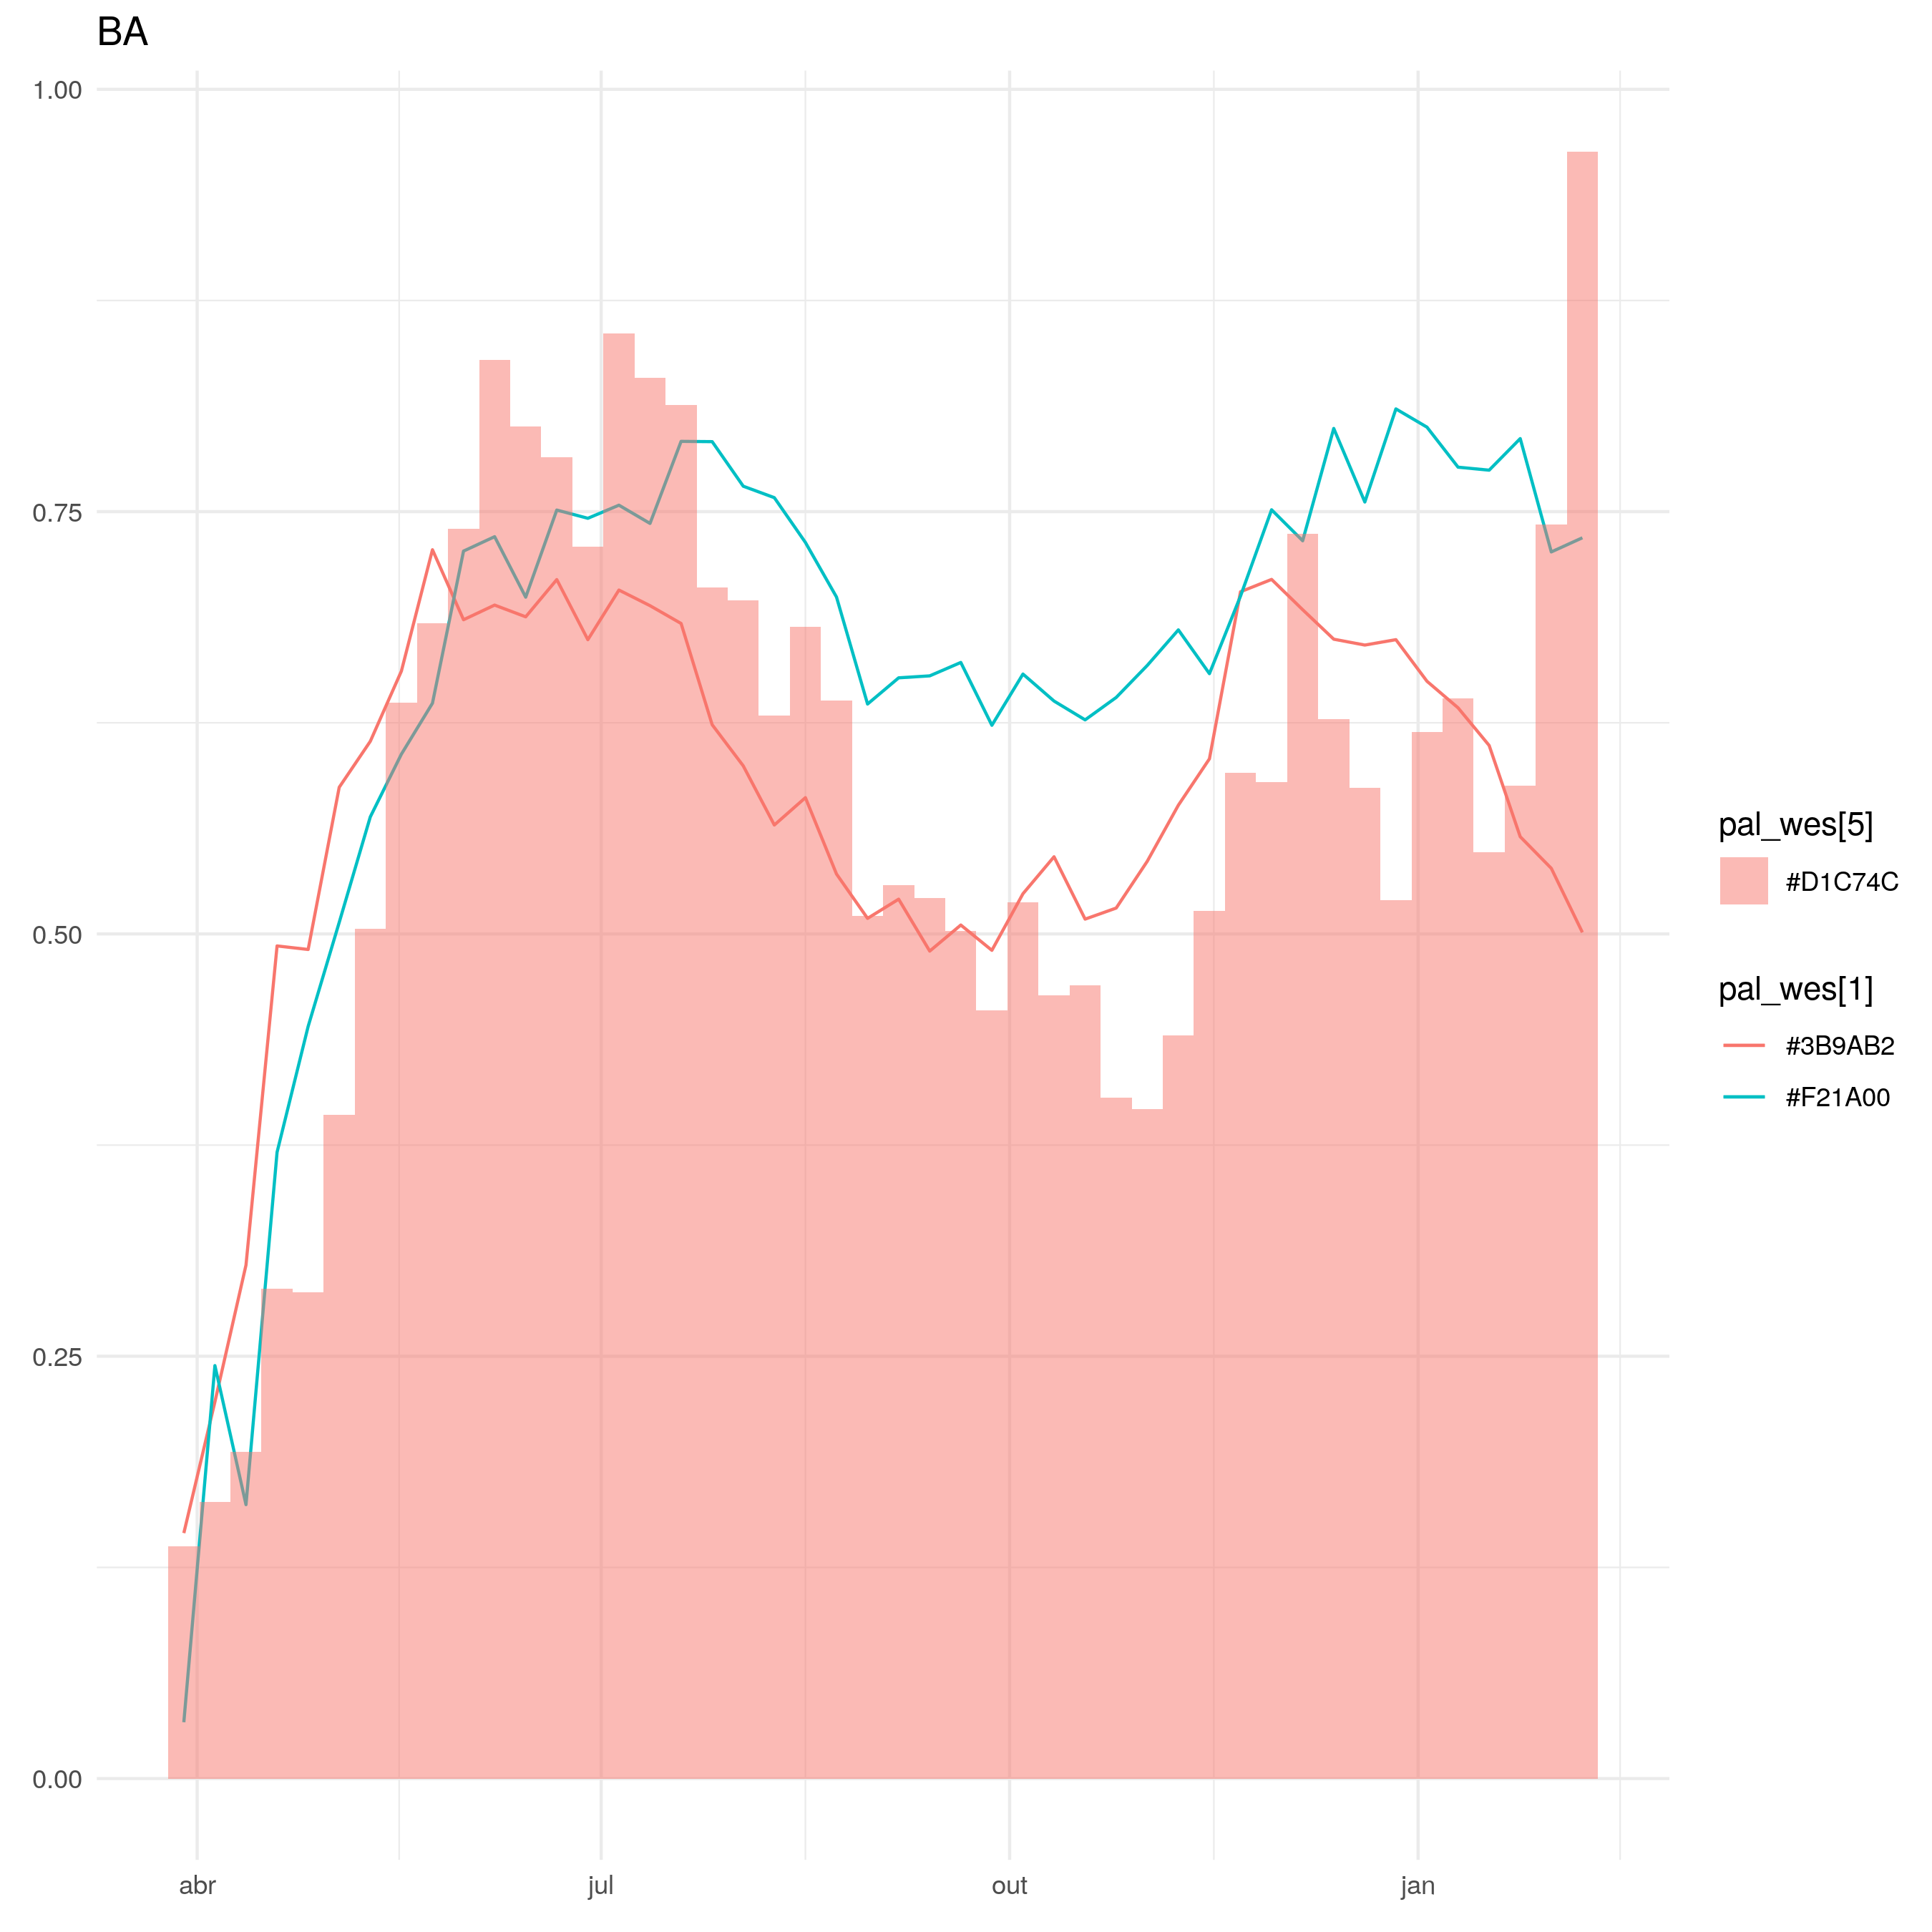 BA
1.00
0.75
0.50
0.25
0.00
abr
jul
out
jan
pal_wes[5]
#D1C74C
pal_wes[1]
#3B9AB2
#F21A00